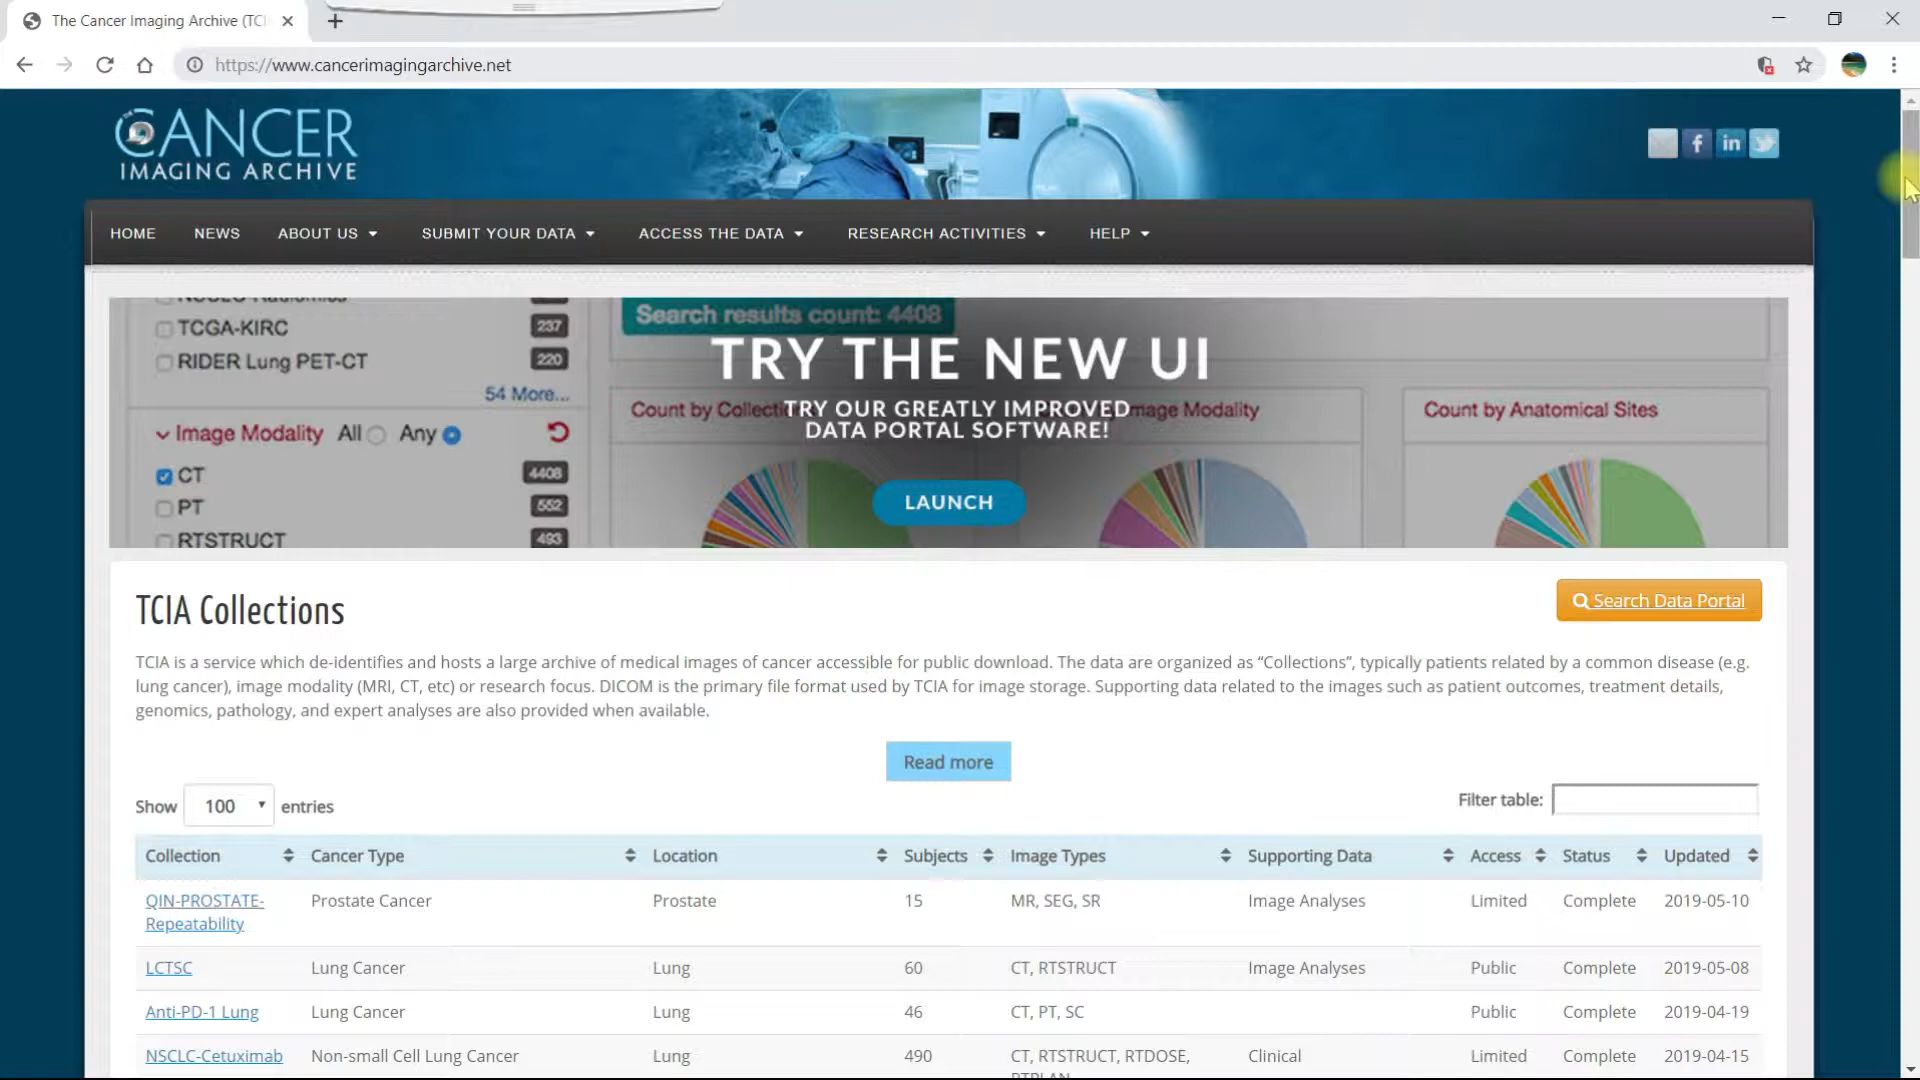 The Cancer Imaging Archive (TCI
https://www.cancerimagingarchive.net
THE CANCER
IMAGING ARCHIVE
f in
HOME NEWS ABOUT US SUBMIT YOUR DATA ACCESS THE DATA RESEARCH ACTIVITIES HELP
TCGA-KIRC 237
RIDER Lung PET-CT 220
54 More...
Image Modality All Any
CT 4408
PT 552
RTSTRUCT 493
Search results count: 4408
TRY THE NEW UI
Count by Collecti mage Modality Count by Anatomical Sites
TRY OUR GREATLY IMPROVED
DATA PORTAL SOFTWARE!
LAUNCH
TCIA Collections
Search Data Portal
TCIA is a service which de-identifies and hosts a large archive of medical images of cancer accessible for public download. The data are organized as “Collections”, typically patients related by a common disease (e.g.
lung cancer), image modality (MRI, CT, etc) or research focus. DICOM is the primary file format used by TCIA for image storage. Supporting data related to the images such as patient outcomes, treatment details,
genomics, pathology, and expert analyses are also provided when available.
Read more
Show 100 entries Filter table:
Collection Cancer Type Location Subjects Image Types Supporting Data Access Status Updated
QIN-PROSTATE- Prostate Cancer Prostate 15 MR, SEG, SR Image Analyses Limited Complete 2019-05-10
Repeatability
LCTSC Lung Cancer Lung 60 CT, RTSTRUCT Image Analyses Public Complete 2019-05-08
Anti-PD-1 Lung Lung Cancer Lung 46 CT, PT, SC Public Complete 2019-04-19
NSCLC-Cetuximab Non-small Cell Lung Cancer Lung 490 CT, RTSTRUCT, RTDOSE, Clinical Limited Complete 2019-04-15
RTPLAN